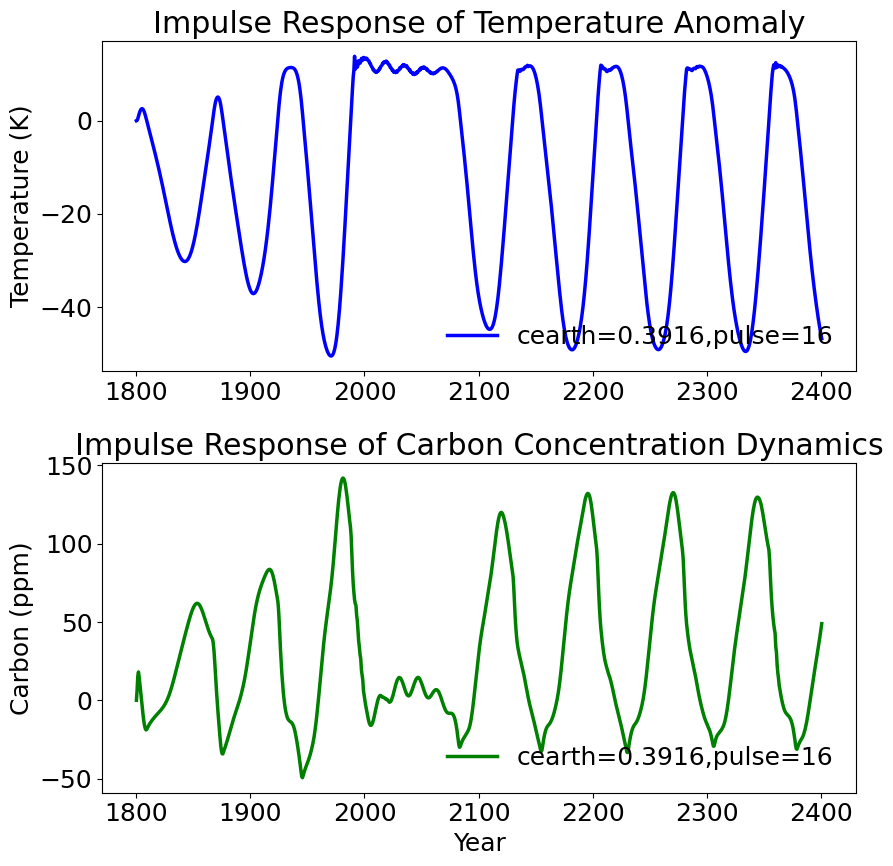 Impulse Response of Temperature Anomaly
Temperature (K)
0
−20
−40
cearth=0.3916,pulse=16
1800 1900 2000 2100 2200 2300 2400
Impulse Response of Carbon Concentration Dynamics
Carbon (ppm)
150
100
50
0
−50
cearth=0.3916,pulse=16
1800 1900 2000 2100 2200 2300 2400
Year